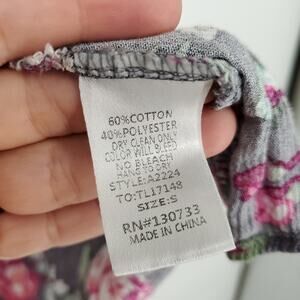 60%COTTON
40%POLYESTER
DRY CLEAN ONLY
COLOR WILL BLEED
NO BLEACH
HANG TO DRY
STYLE:A2224
TO:TL17148
SIZE:S
RN#130733
MADE IN CHINA